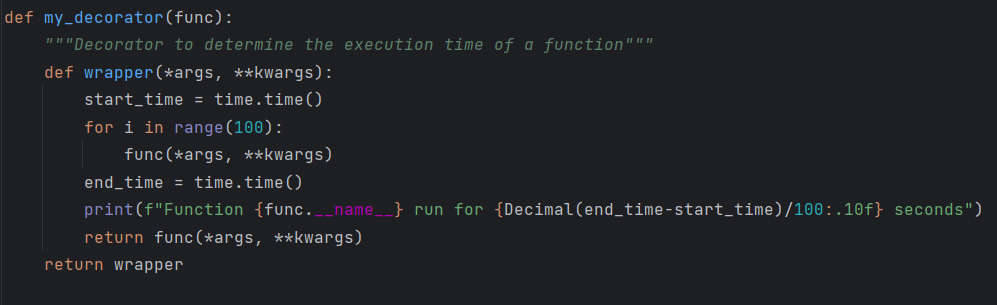 def my_decorator(func):
    """Decorator to determine the execution time of a function"""
    def wrapper(*args, **kwargs):
        start_time = time.time()
        for i in range(100):
            func(*args, **kwargs)
        end_time = time.time()
        print(f"Function {func.__name__} run for {Decimal(end_time-start_time)/100:.10f} seconds")
        return func(*args, **kwargs)
    return wrapper